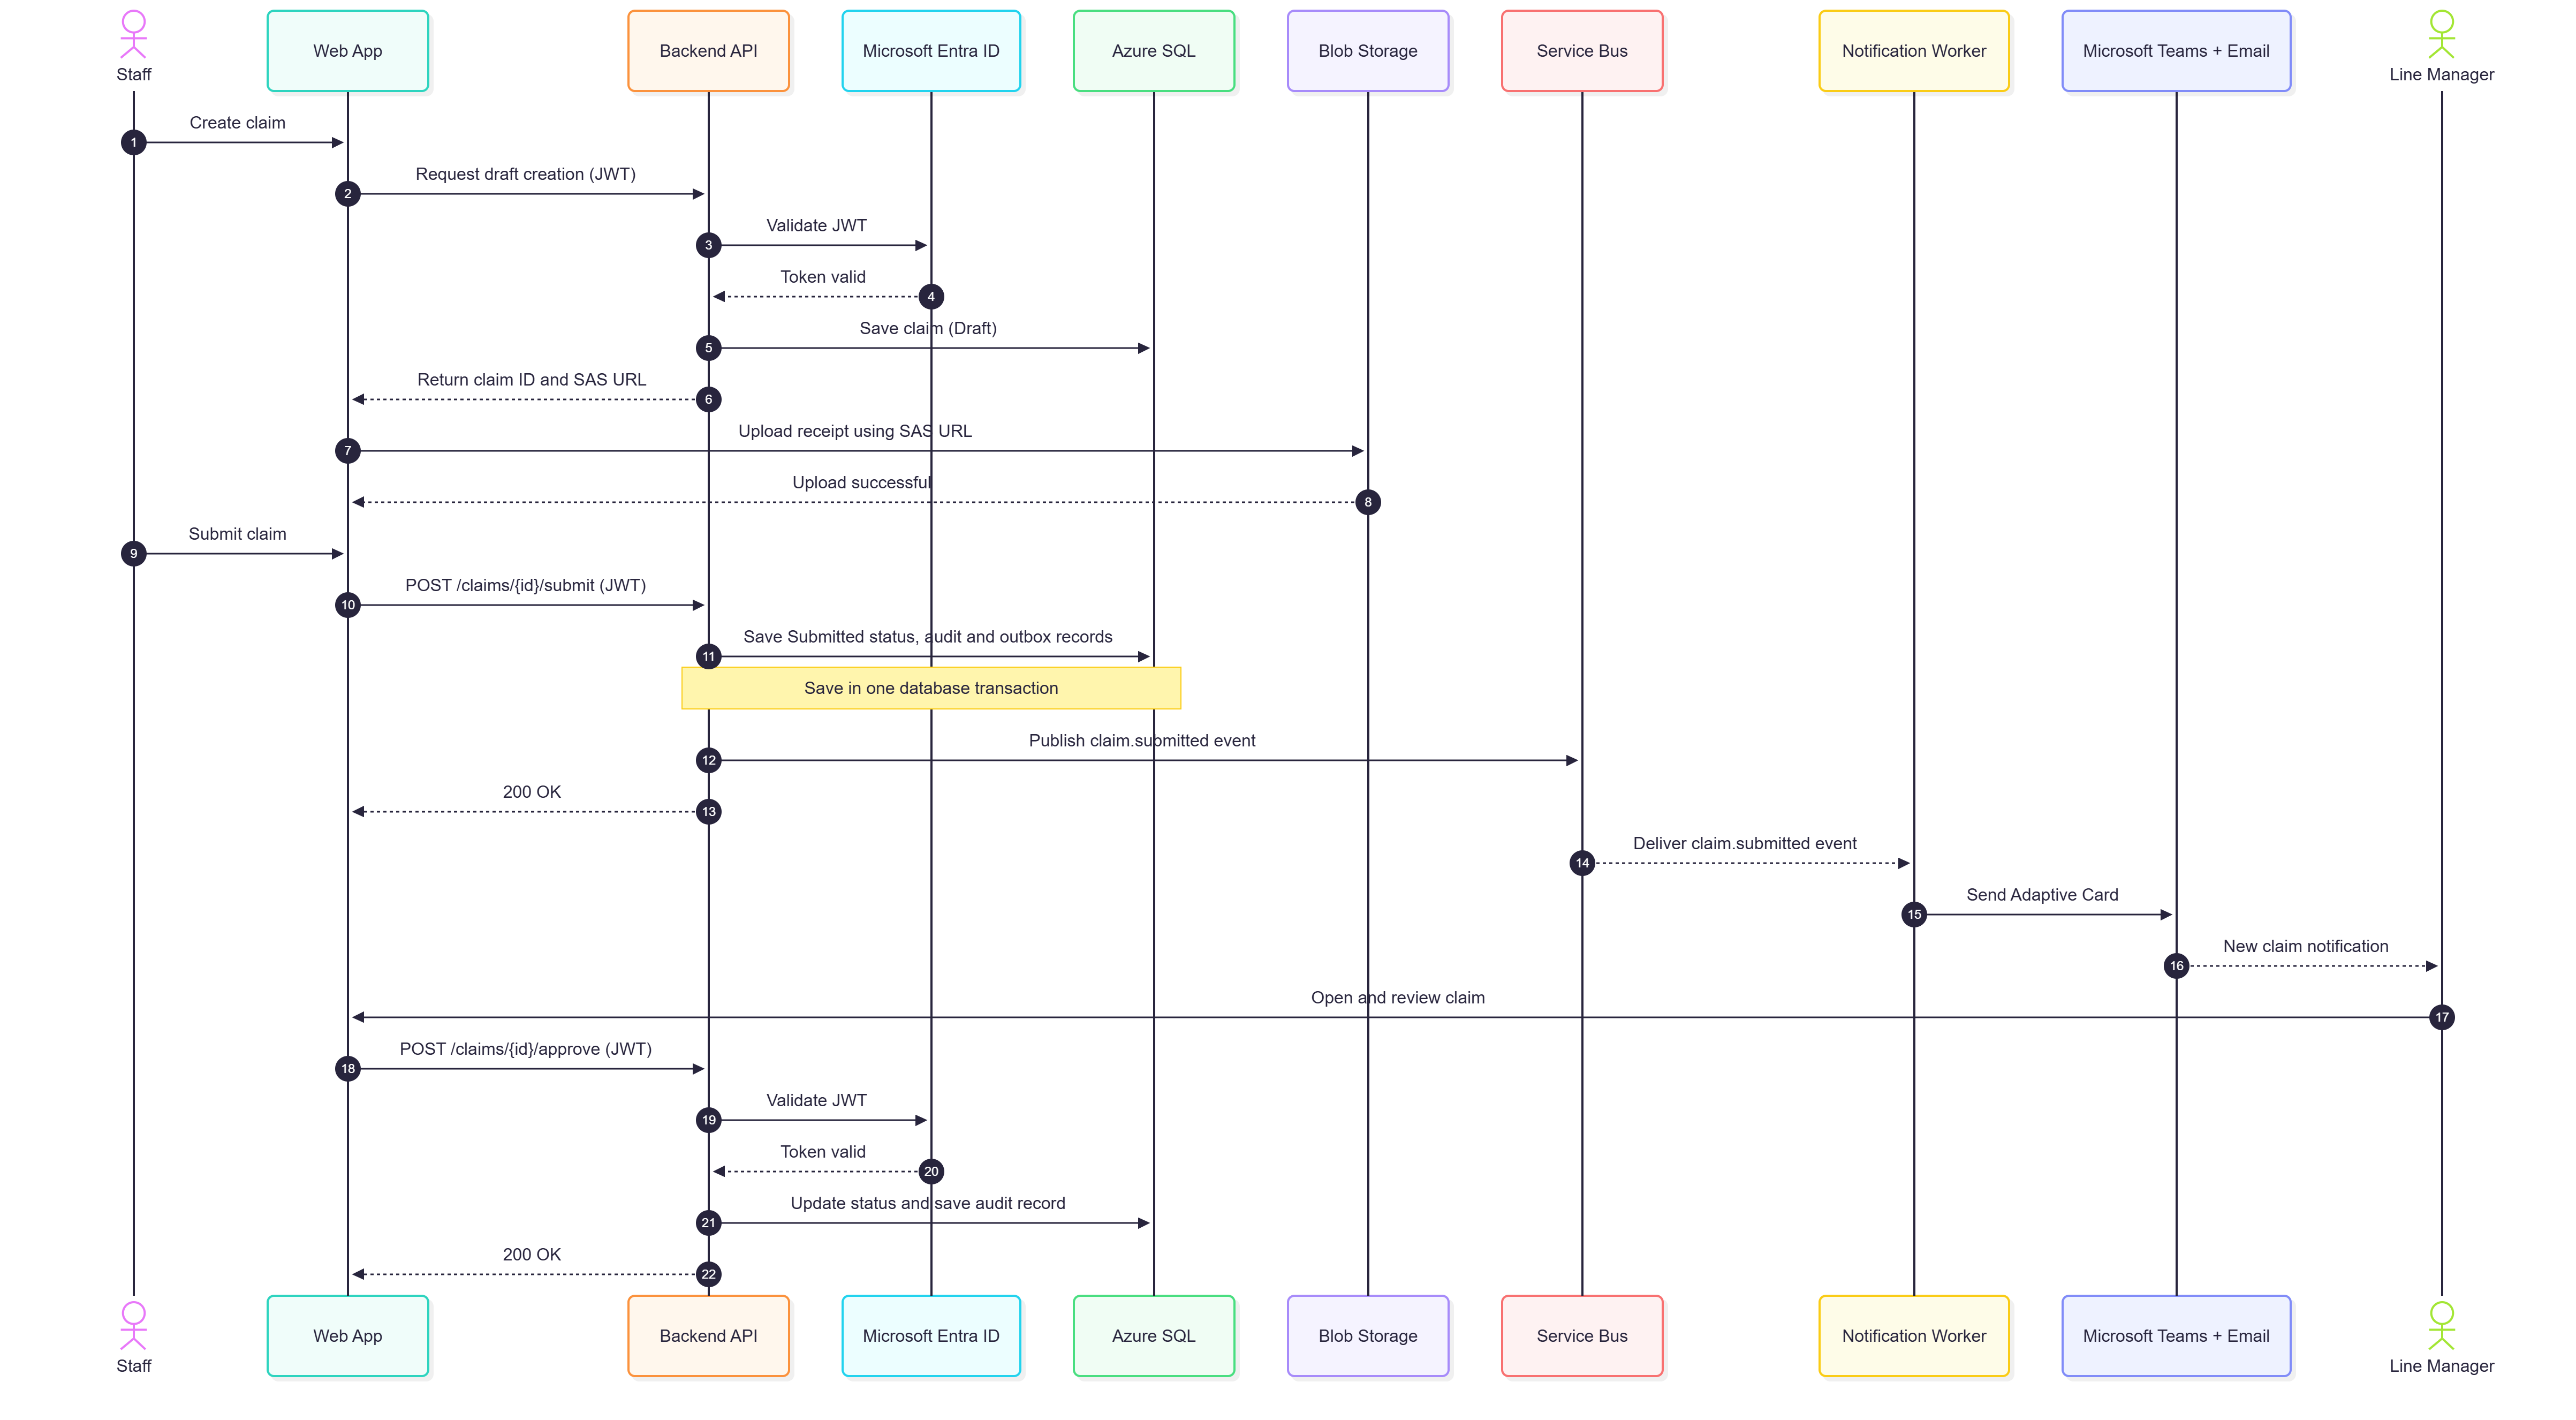 Staff
Web App
Backend API
Microsoft Entra ID
Azure SQL
Blob Storage
Service Bus
Notification Worker
Microsoft Teams + Email
Line Manager
Create claim
1
Request draft creation (JWT)
2
Validate JWT
3
Token valid
4
Save claim (Draft)
5
Return claim ID and SAS URL
6
Upload receipt using SAS URL
7
Upload successful
8
Submit claim
9
POST /claims/{id}/submit (JWT)
10
Save Submitted status, audit and outbox records
11
Save in one database transaction
Publish claim.submitted event
12
200 OK
13
Deliver claim.submitted event
14
Send Adaptive Card
15
New claim notification
16
Open and review claim
17
POST /claims/{id}/approve (JWT)
18
Validate JWT
19
Token valid
20
Update status and save audit record
21
200 OK
22
Staff
Web App
Backend API
Microsoft Entra ID
Azure SQL
Blob Storage
Service Bus
Notification Worker
Microsoft Teams + Email
Line Manager